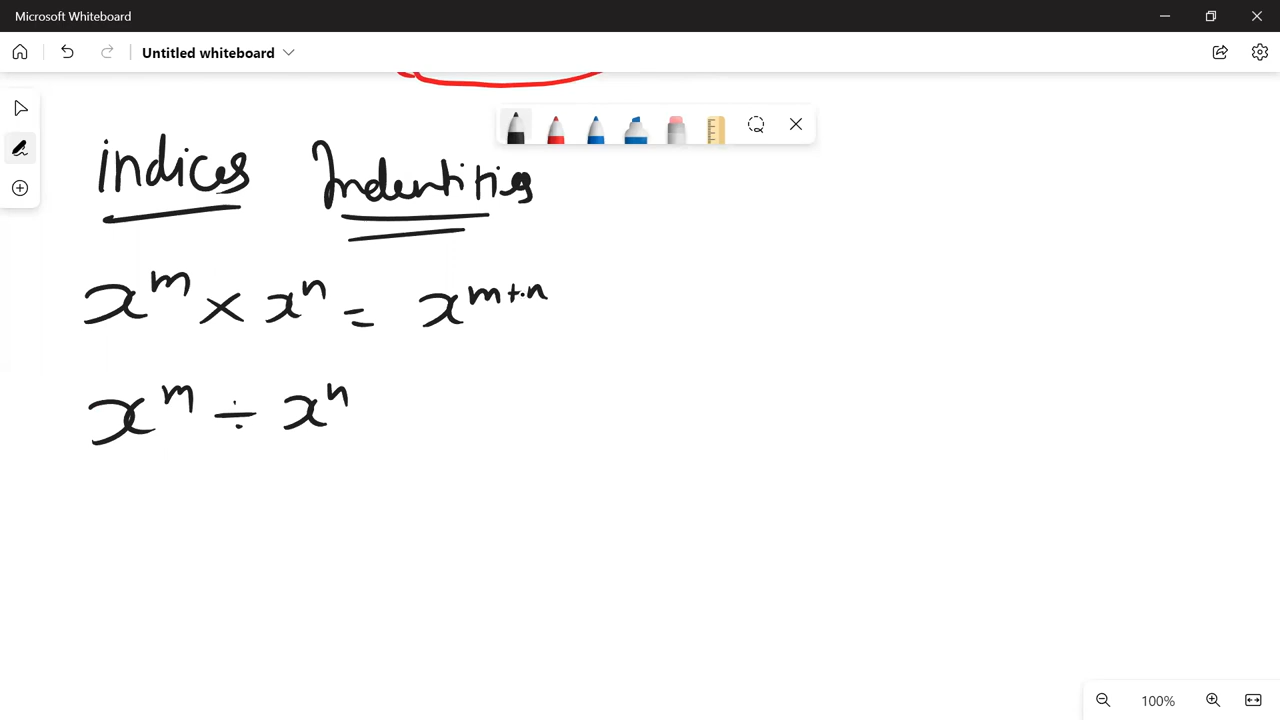 Microsoft Whiteboard
Untitled whiteboard
indices Indentities
x^m × x^n = x^{m+n}
x^m ÷ x^n
100%